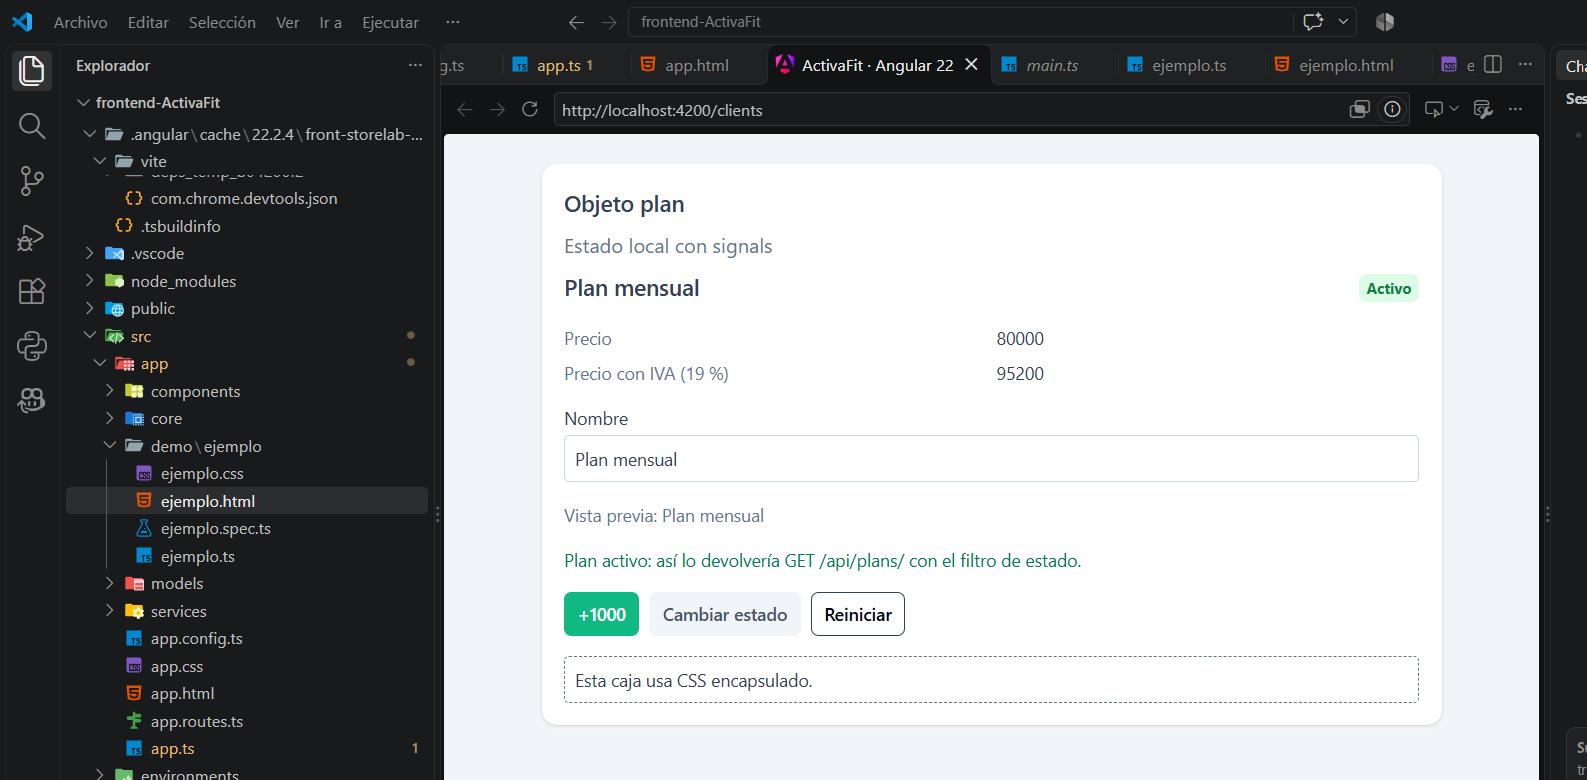 Archivo Editar Selección Ver Ir a Ejecutar ···
frontend-ActivaFit
Explorador ···
g.ts
app.ts 1
app.html
ActivaFit · Angular 22
main.ts
ejemplo.ts
ejemplo.html
e
···
http://localhost:4200/clients
···
frontend-ActivaFit
.angular\cache\22.2.4\front-storelab-...
vite
com.chrome.devtools.json
.tsbuildinfo
.vscode
node_modules
public
src
app
components
core
demo\ejemplo
ejemplo.css
ejemplo.html
ejemplo.spec.ts
ejemplo.ts
models
services
app.config.ts
app.css
app.html
app.routes.ts
app.ts 1
environments
Objeto plan
Estado local con signals
Plan mensual Activo
Precio 80000
Precio con IVA (19 %) 95200
Nombre
Plan mensual
Vista previa: Plan mensual
Plan activo: así lo devolvería GET /api/plans/ con el filtro de estado.
+1000 Cambiar estado Reiniciar
Esta caja usa CSS encapsulado.
Cha
Ses